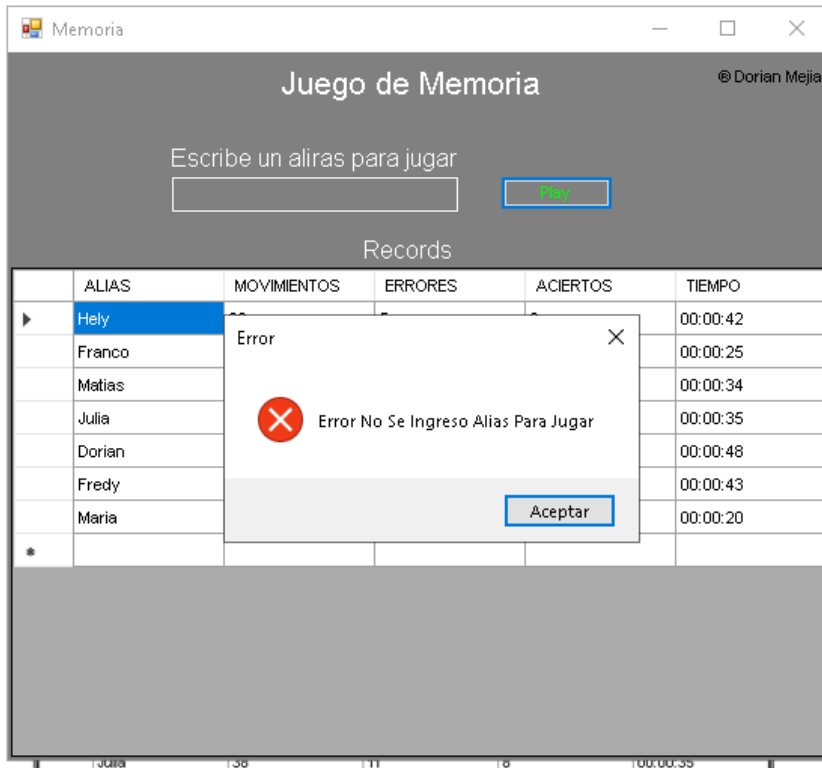 Memoria
Juego de Memoria
® Dorian Mejia
Escribe un aliras para jugar
Play
Records
ALIAS MOVIMIENTOS ERRORES ACIERTOS TIEMPO
Hely 00:00:42
Error
Franco 00:00:25
Matias 00:00:34
Julia 00:00:35
Error No Se Ingreso Alias Para Jugar
Dorian 00:00:48
Fredy 00:00:43
Maria 00:00:20
Aceptar
Julia 38 11 8 00:00:35